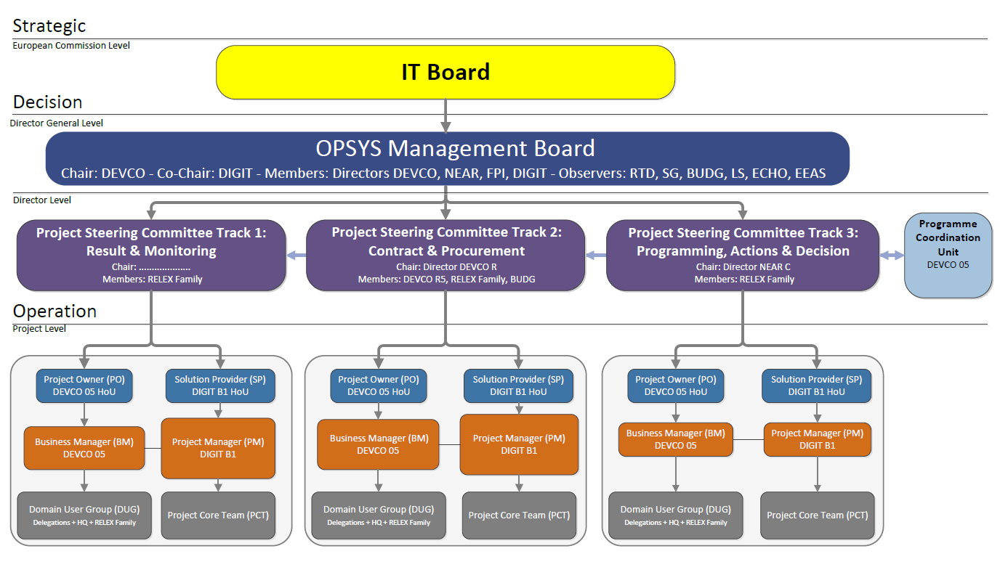 Strategic
European Commission Level
IT Board
Decision
Director General Level
OPSYS Management Board
Chair: DEVCO - Co-Chair: DIGIT - Members: Directors DEVCO, NEAR, FPI, DIGIT - Observers: RTD, SG, BUDG, LS, ECHO, EEAS
Director Level
Project Steering Committee Track 1:
Result & Monitoring
Chair: ....................
Members: RELEX Family
Project Steering Committee Track 2:
Contract & Procurement
Chair: Director DEVCO R
Members: DEVCO R5, RELEX Family, BUDG
Project Steering Committee Track 3:
Programming, Actions & Decision
Chair: Director NEAR C
Members: RELEX Family
Programme
Coordination
Unit
DEVCO 05
Operation
Project Level
Project Owner (PO)
DEVCO 05 HoU
Solution Provider (SP)
DIGIT B1 HoU
Business Manager (BM)
DEVCO 05
Project Manager (PM)
DIGIT B1
Domain User Group (DUG)
Delegations + HQ + RELEX Family
Project Core Team (PCT)
Project Owner (PO)
DEVCO 05 HoU
Solution Provider (SP)
DIGIT B1 HoU
Business Manager (BM)
DEVCO 05
Project Manager (PM)
DIGIT B1
Domain User Group (DUG)
Delegations + HQ + RELEX Family
Project Core Team (PCT)
Project Owner (PO)
DEVCO 05 HoU
Solution Provider (SP)
DIGIT B1 HoU
Business Manager (BM)
DEVCO 05
Project Manager (PM)
DIGIT B1
Domain User Group (DUG)
Delegations + HQ + RELEX Family
Project Core Team (PCT)